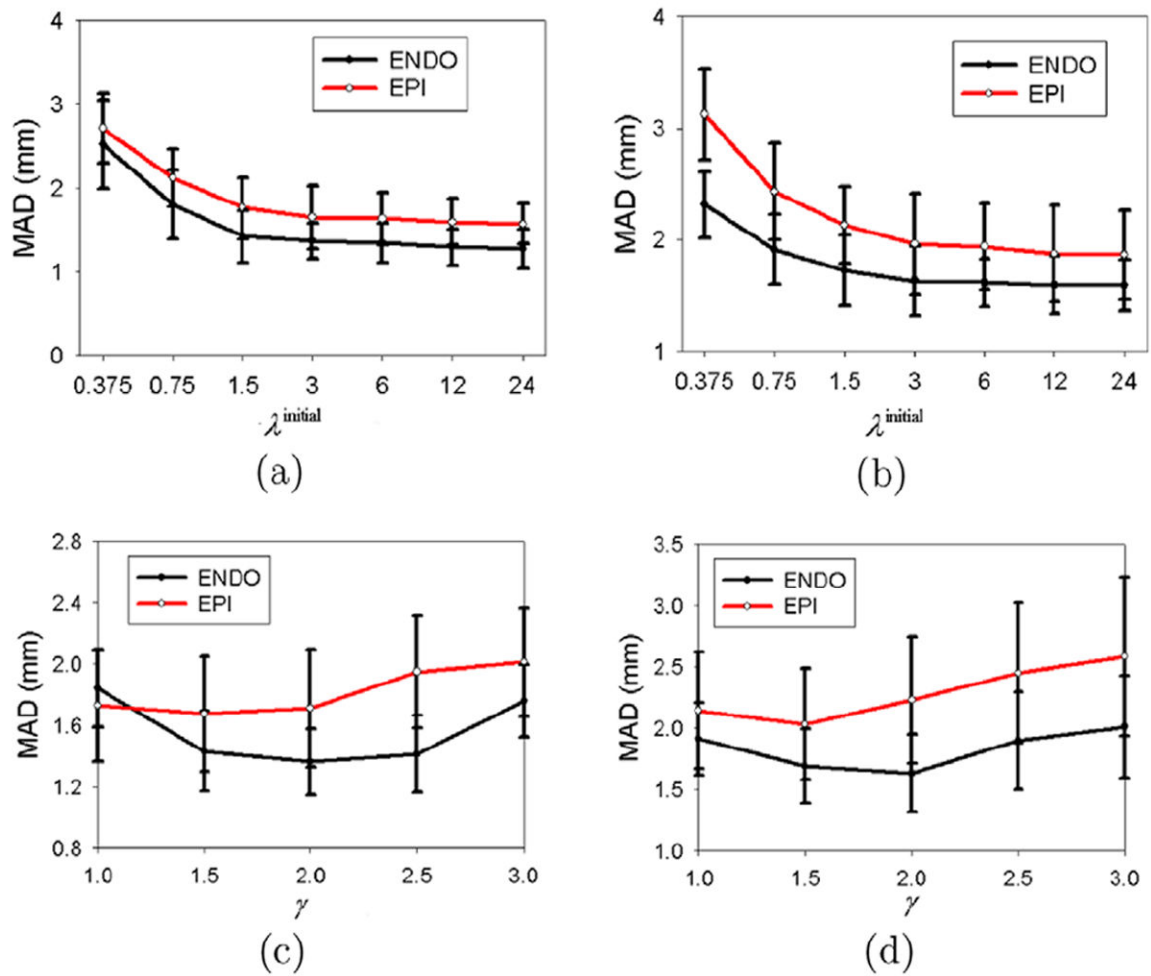 4
3
2
1
0
MAD (mm)
ENDO
EPI
0.375 0.75 1.5 3 6 12 24
λ^initial
(a)
4
3
2
1
MAD (mm)
ENDO
EPI
0.375 0.75 1.5 3 6 12 24
λ^initial
(b)
2.8
2.4
2.0
1.6
1.2
0.8
MAD (mm)
ENDO
EPI
1.0 1.5 2.0 2.5 3.0
γ
(c)
3.5
3.0
2.5
2.0
1.5
1.0
MAD (mm)
ENDO
EPI
1.0 1.5 2.0 2.5 3.0
γ
(d)